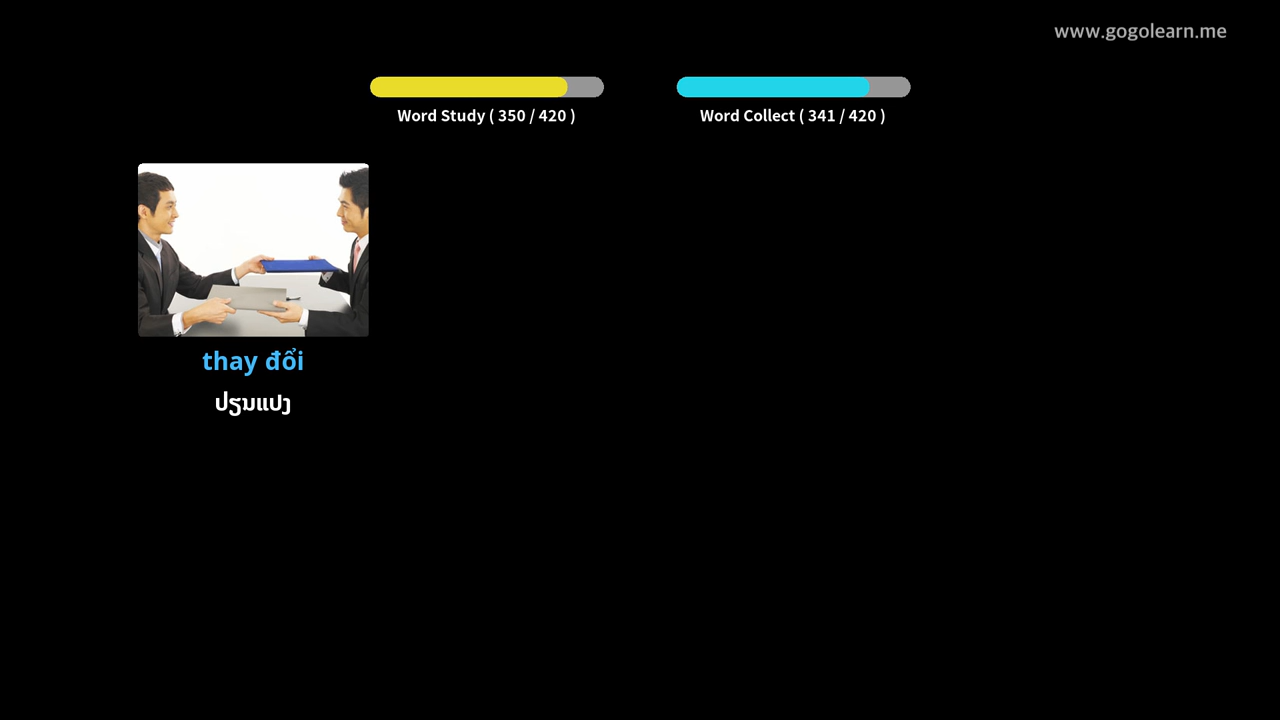 www.gogolearn.me
Word Study ( 350 / 420 )
Word Collect ( 341 / 420 )
thay đổi
ປ່ຽນແປງ